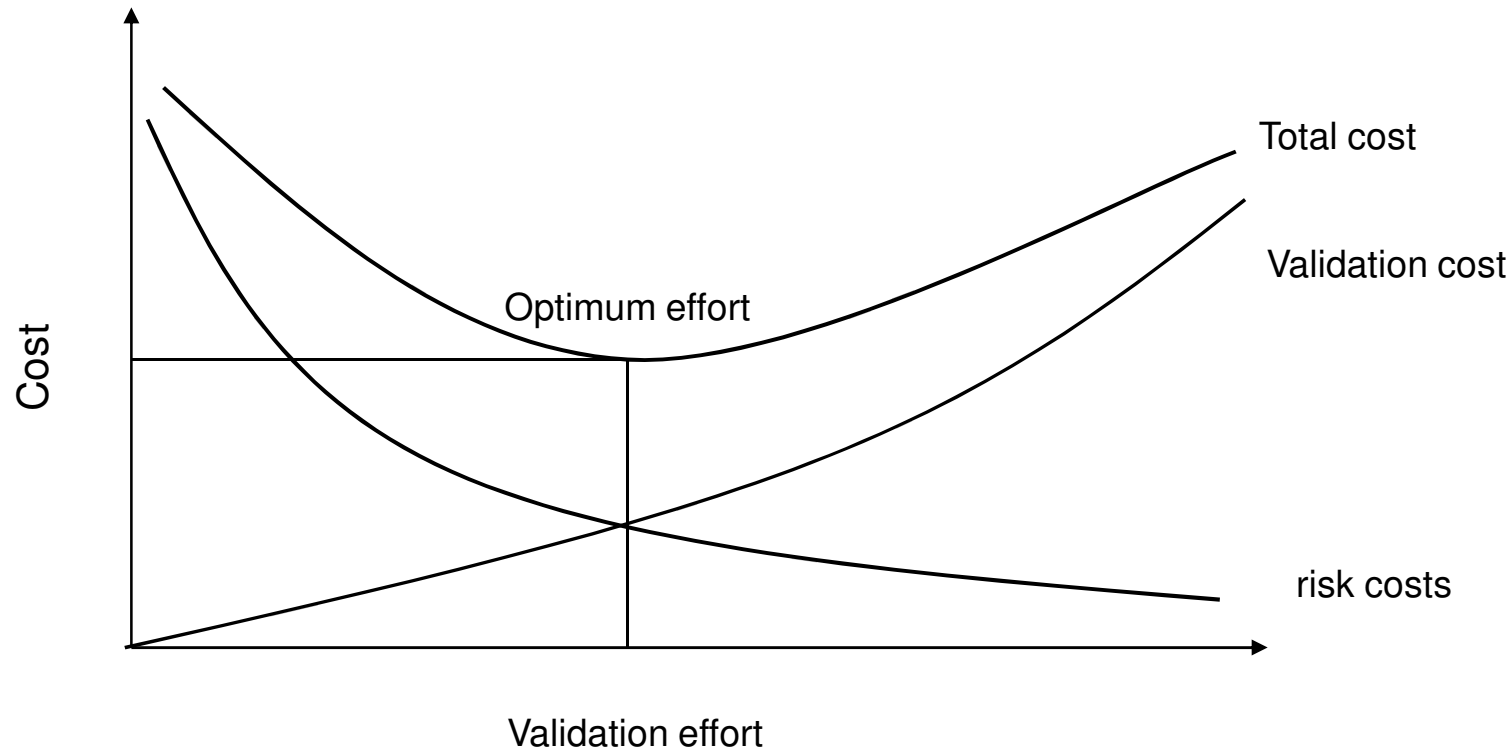 Total cost
Validation cost
Optimum effort
Cost
risk costs
Validation effort